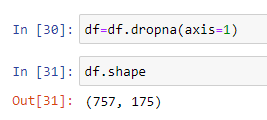 In [30]: df=df.dropna(axis=1)
In [31]: df.shape
Out[31]: (757, 175)